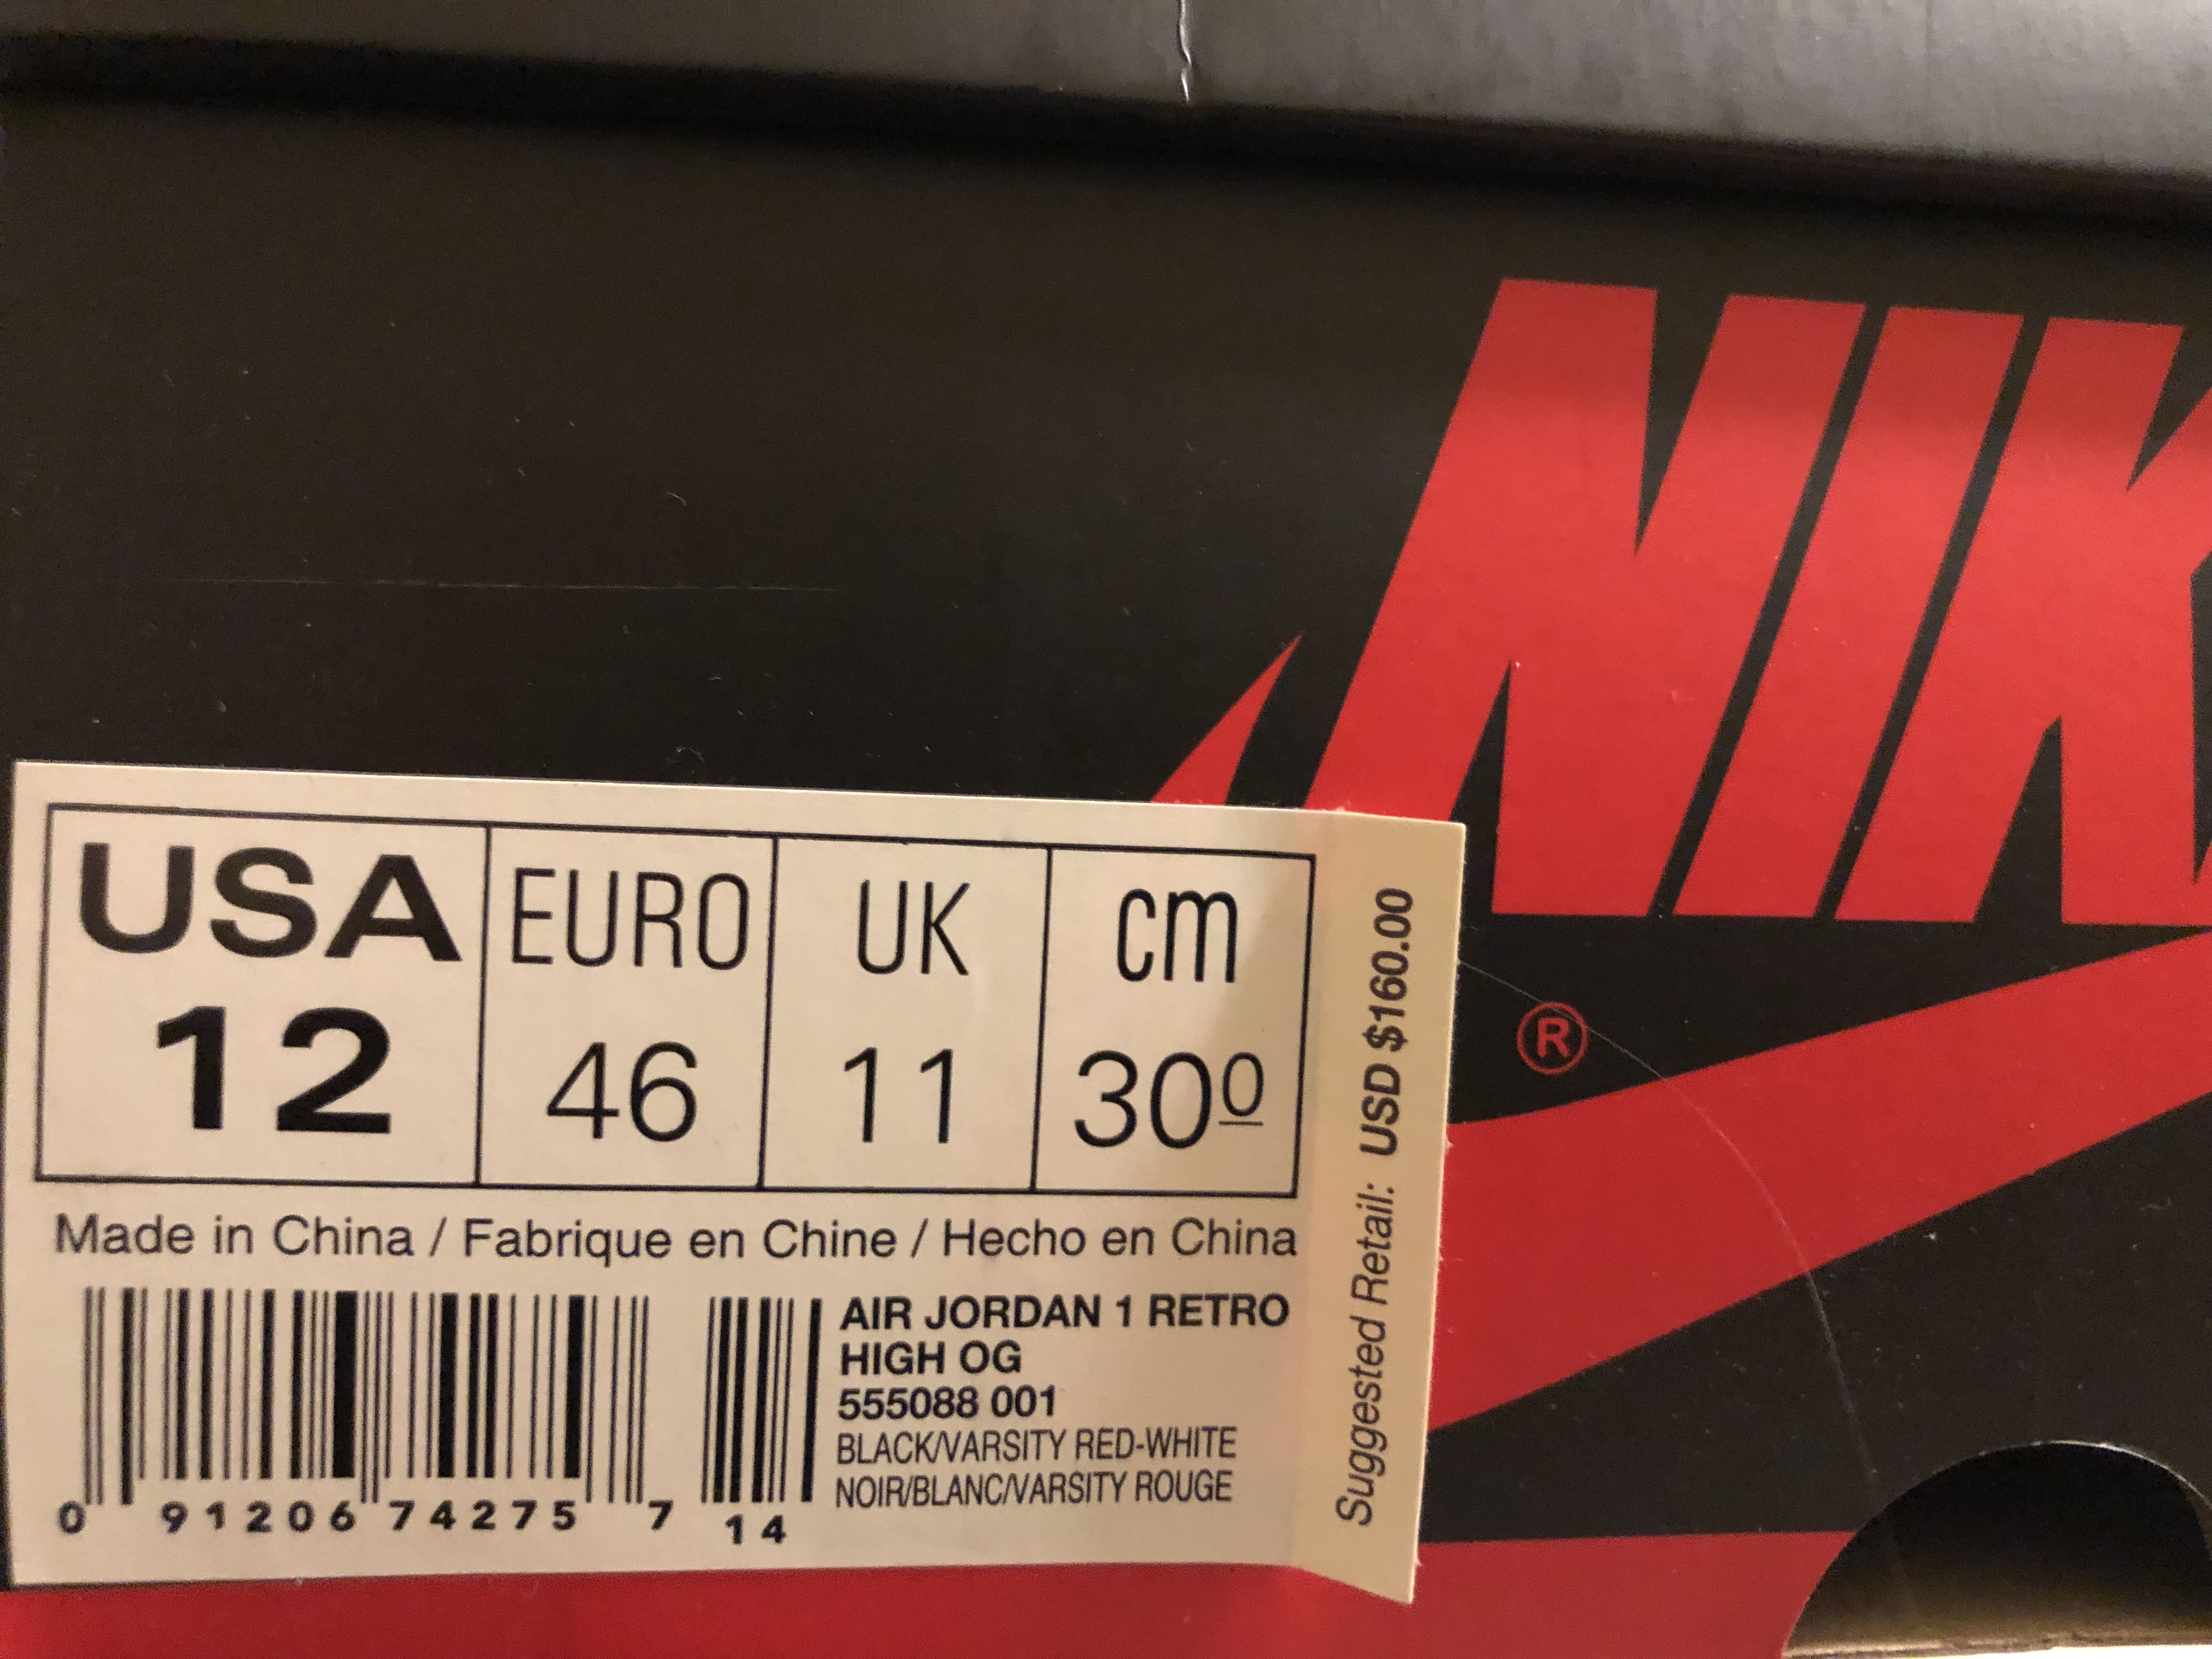 NIK
®
USA EURO UK cm
12 46 11 30 0
Made in China / Fabrique en Chine / Hecho en China
AIR JORDAN 1 RETRO
HIGH OG
555088 001
BLACK/VARSITY RED-WHITE
NOIR/BLANC/VARSITY ROUGE
0 91206 74275 7 14
Suggested Retail: USD $160.00